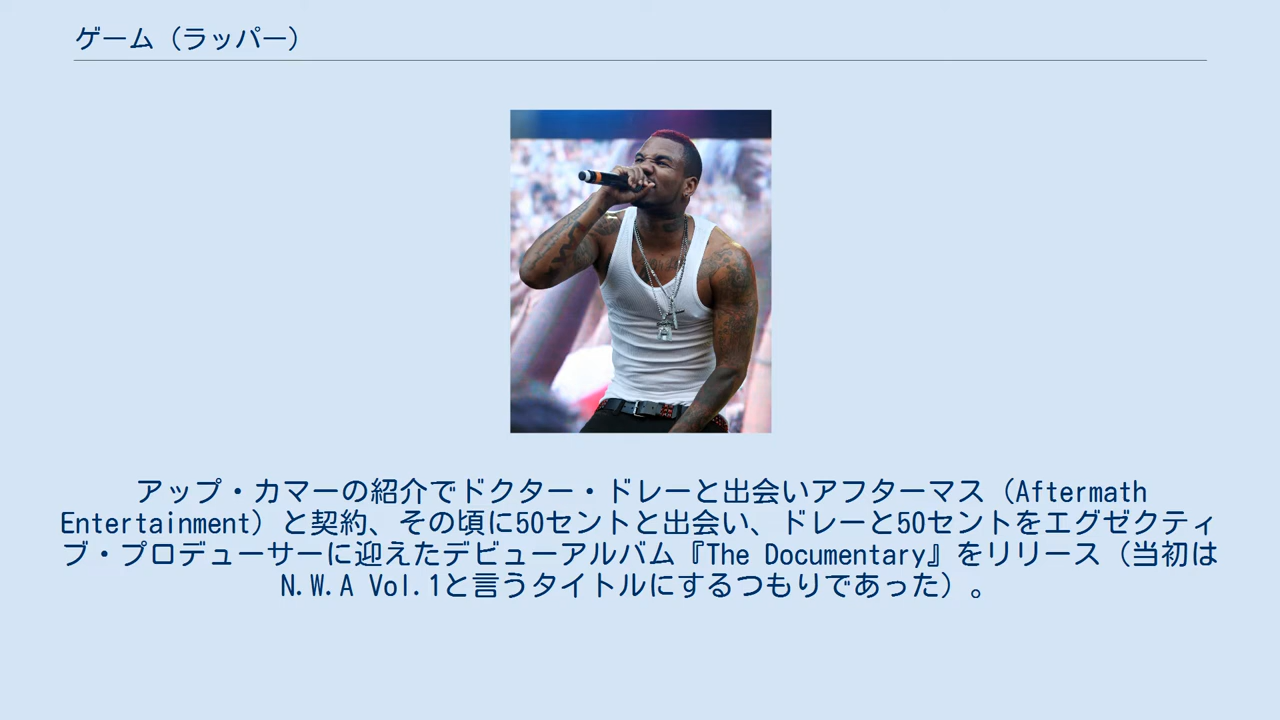 ゲーム（ラッパー）
アップ・カマーの紹介でドクター・ドレーと出会いアフターマス（Aftermath
Entertainment）と契約、その頃に50セントと出会い、ドレーと50セントをエグゼクティ
ブ・プロデューサーに迎えたデビューアルバム『The Documentary』をリリース（当初は
N.W.A Vol.1と言うタイトルにするつもりであった）。